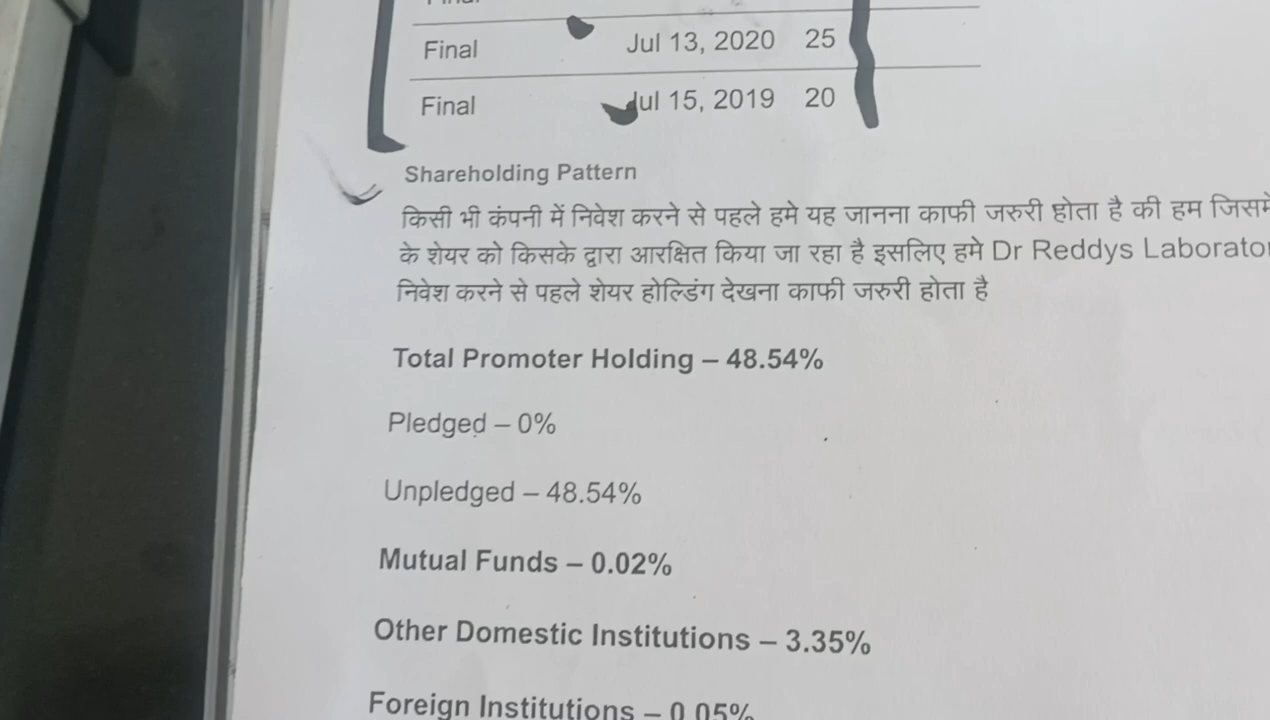 Final Jul 13, 2020 25
Final Jul 15, 2019 20
Shareholding Pattern
किसी भी कंपनी में निवेश करने से पहले हमे यह जानना काफी जरुरी होता है की हम जिसमे
के शेयर को किसके द्वारा आरक्षित किया जा रहा है इसलिए हमे Dr Reddys
निवेश करने से पहले शेयर होल्डिंग देखना काफी जरुरी होता है
Total Promoter Holding – 48.54%
Pledged – 0%
Unpledged – 48.54%
Mutual Funds – 0.02%
Other Domestic Institutions – 3.35%
Foreign Institutions – 0.05%